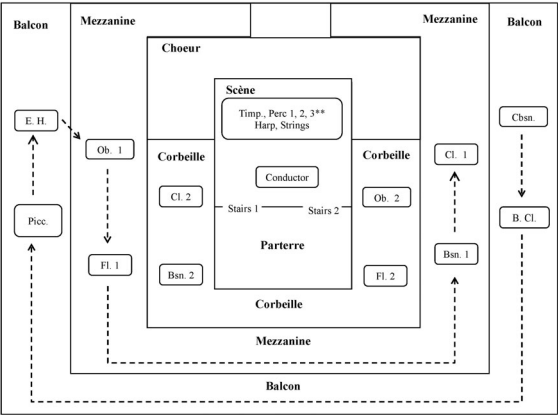 Mezzanine
Mezzanine
Balcon
Balcon
Choeur
Scène
Timp., Perc 1, 2, 3**
Harp, Strings
E. H.
Cbsn.
Ob. 1
Corbeille
Corbeille
Cl. 1
Conductor
Cl. 2
Ob. 2
Stairs 1
Stairs 2
Picc.
B. Cl.
Parterre
Bsn. 1
Fl. 1
Bsn. 2
Fl. 2
Corbeille
Mezzanine
Balcon